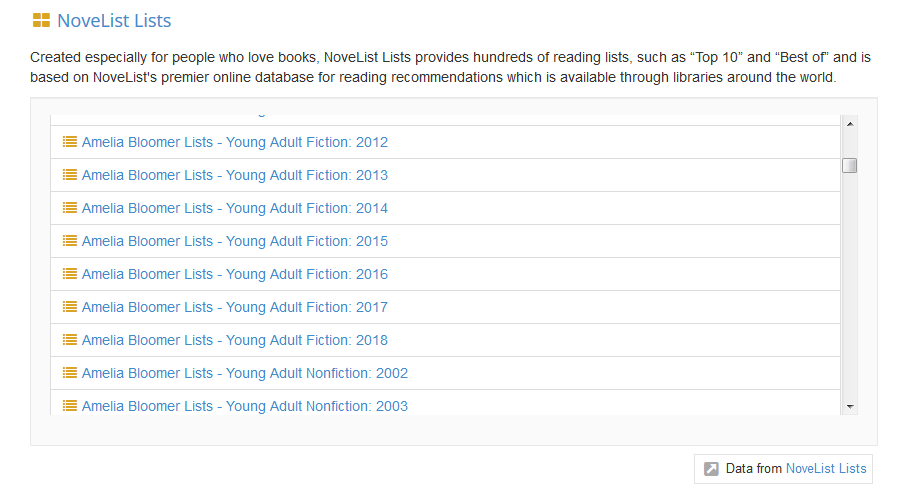 NoveList Lists
Created especially for people who love books, NoveList Lists provides hundreds of reading lists, such as “Top 10” and “Best of” and is
based on NoveList's premier online database for reading recommendations which is available through libraries around the world.
Amelia Bloomer Lists - Young Adult Fiction: 2012
Amelia Bloomer Lists - Young Adult Fiction: 2013
Amelia Bloomer Lists - Young Adult Fiction: 2014
Amelia Bloomer Lists - Young Adult Fiction: 2015
Amelia Bloomer Lists - Young Adult Fiction: 2016
Amelia Bloomer Lists - Young Adult Fiction: 2017
Amelia Bloomer Lists - Young Adult Fiction: 2018
Amelia Bloomer Lists - Young Adult Nonfiction: 2002
Amelia Bloomer Lists - Young Adult Nonfiction: 2003
Data from NoveList Lists